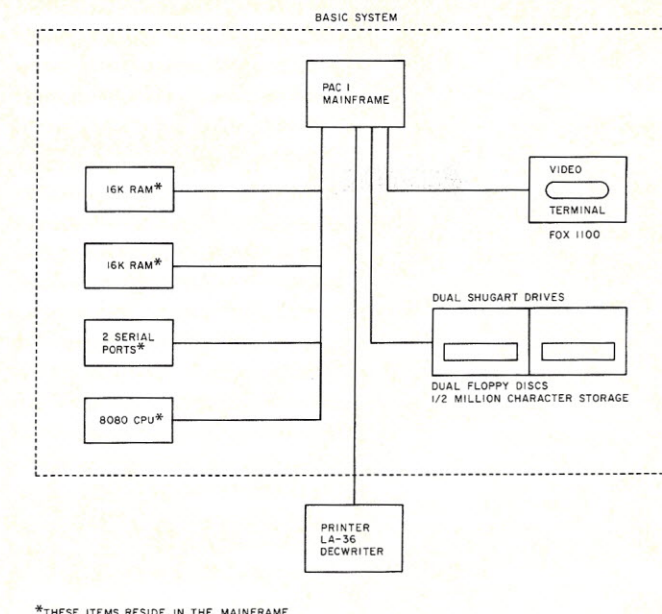 BASIC SYSTEM
PAC I
MAINFRAME
16K RAM*
VIDEO
TERMINAL
FOX 1100
16K RAM*
DUAL SHUGART DRIVES
2 SERIAL
PORTS*
DUAL FLOPPY DISCS
1/2 MILLION CHARACTER STORAGE
8080 CPU*
PRINTER
LA-36
DECWRITER
*THESE ITEMS RESIDE IN THE MAINFRAME